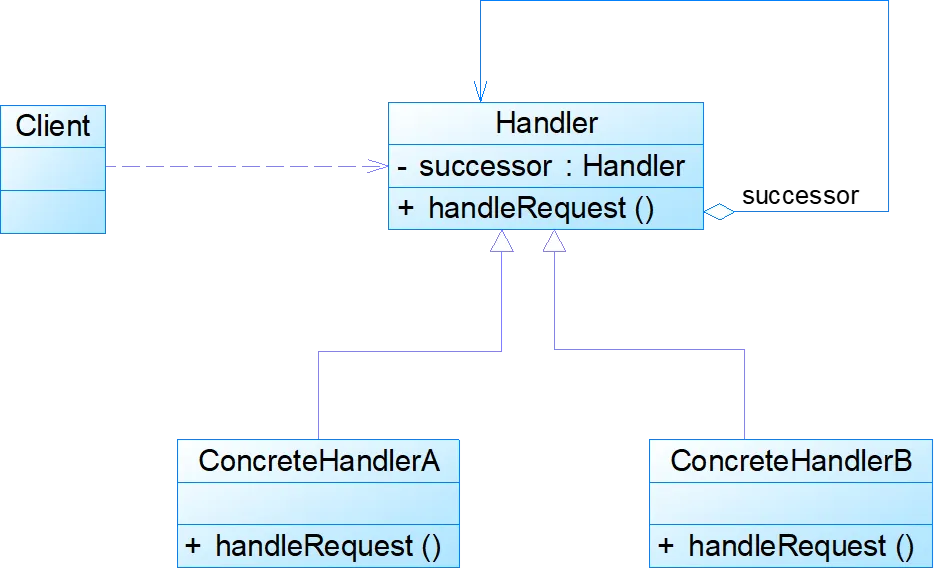 Client
Handler
- successor : Handler
+ handleRequest ()
successor
ConcreteHandlerA
+ handleRequest ()
ConcreteHandlerB
+ handleRequest ()